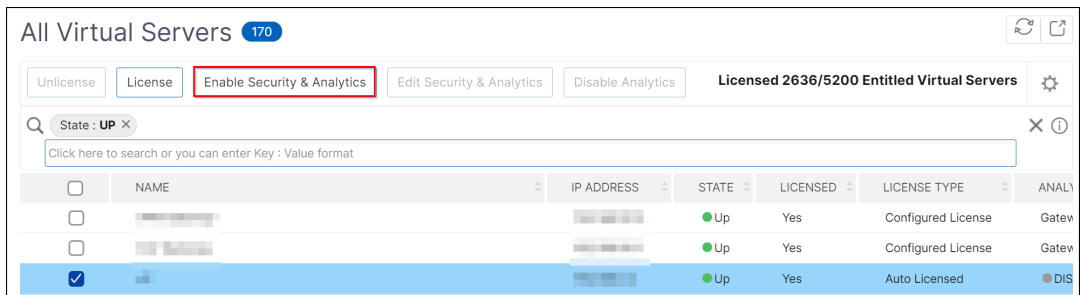 All Virtual Servers 170
Unlicense License Enable Security & Analytics Edit Security & Analytics Disable Analytics Licensed 2636/5200 Entitled Virtual Servers
State : UP
Click here to search or you can enter Key : Value format
NAME IP ADDRESS STATE LICENSED LICENSE TYPE ANALY
Up Yes Configured License Gatew
Up Yes Configured License Gatew
Up Yes Auto Licensed DIS